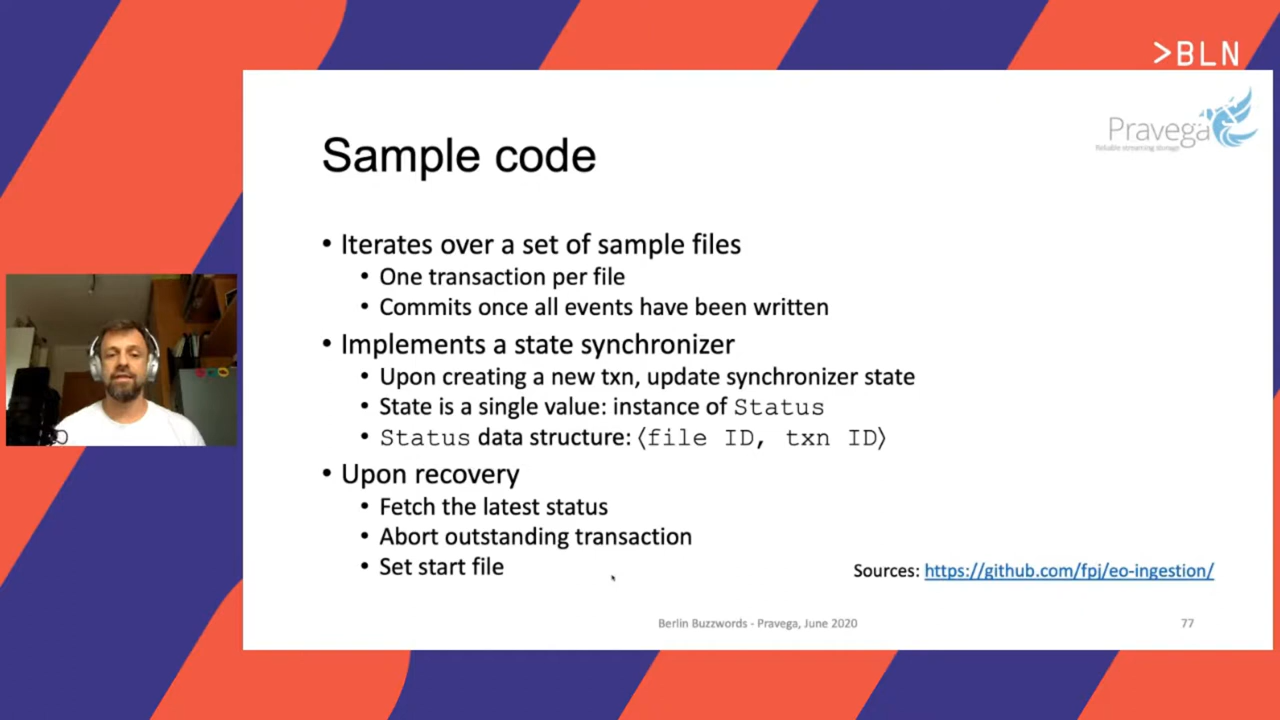 >BLN
Pravega
Reliable streaming storage
Sample code
• Iterates over a set of sample files
• One transaction per file
• Commits once all events have been written
• Implements a state synchronizer
• Upon creating a new txn, update synchronizer state
• State is a single value: instance of Status
• Status data structure: ⟨file ID, txn ID⟩
• Upon recovery
• Fetch the latest status
• Abort outstanding transaction
• Set start file
Sources: https://github.com/fpj/eo-ingestion/
Berlin Buzzwords - Pravega, June 2020
77